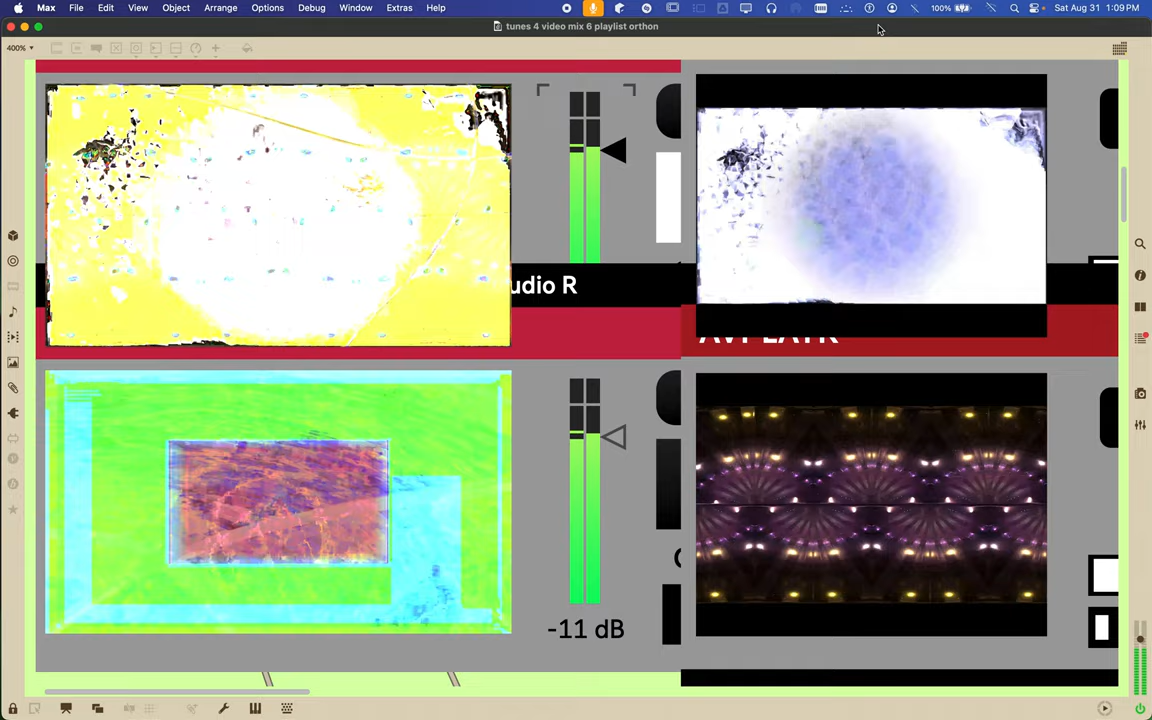 Max File Edit View Object Arrange Options Debug Window Extras Help
100% Sat Aug 31 1:09 PM
tunes 4 video mix 6 playlist orthon
400%
udio R
-11 dB